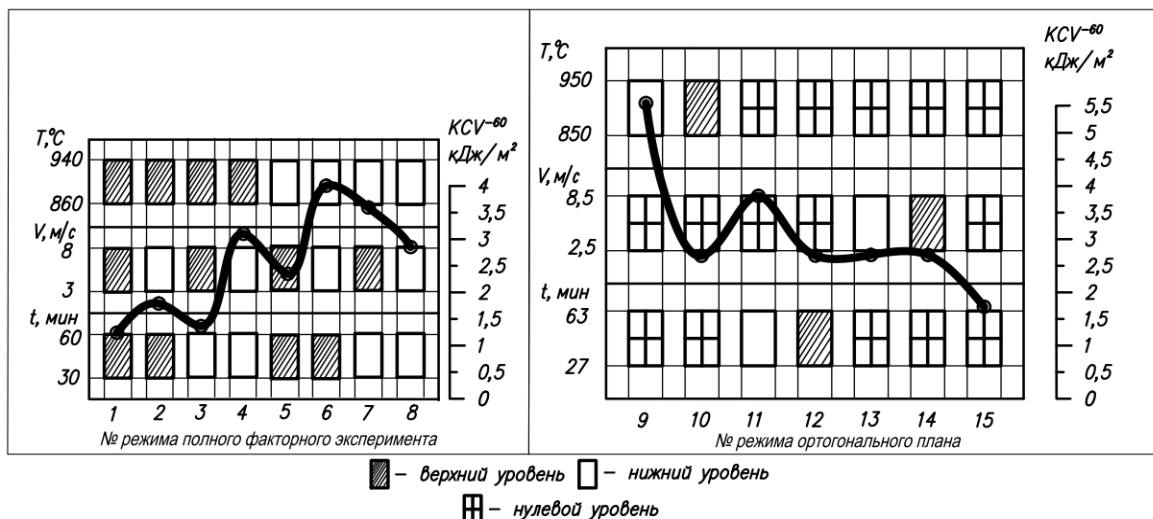 T,°C
940
860
V, м/с
8
3
t, мин
60
30
1 2 3 4 5 6 7 8
№ режима полного факторного эксперимента
KCV⁻⁶⁰
кДж/м²
4
3,5
3
2,5
2
1,5
1
0,5
0
T,°C
950
850
V, м/с
8,5
2,5
t, мин
63
27
9 10 11 12 13 14 15
№ режима ортогонального плана
KCV⁻⁶⁰
кДж/м²
5,5
5
4,5
4
3,5
3
2,5
2
1,5
1
0,5
0
– верхний уровень – нижний уровень
– нулевой уровень